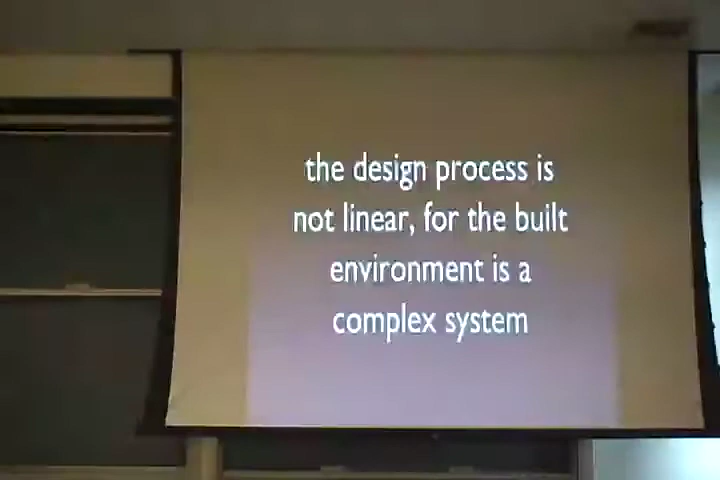 the design process is
not linear, for the built
environment is a
complex system